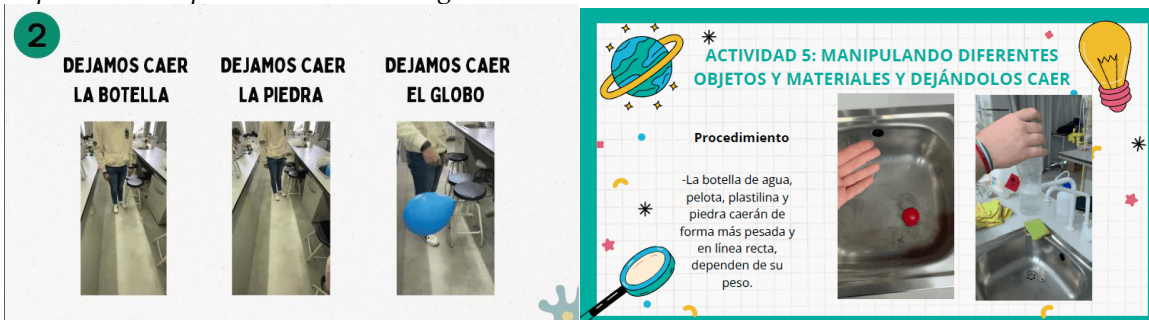 2
DEJAMOS CAER
LA BOTELLA
DEJAMOS CAER
LA PIEDRA
DEJAMOS CAER
EL GLOBO
ACTIVIDAD 5: MANIPULANDO DIFERENTES
OBJETOS Y MATERIALES Y DEJÁNDOLOS CAER
Procedimiento
-La botella de agua,
pelota, plastilina y
piedra caerán de
forma más pesada y
en línea recta,
dependen de su
peso.